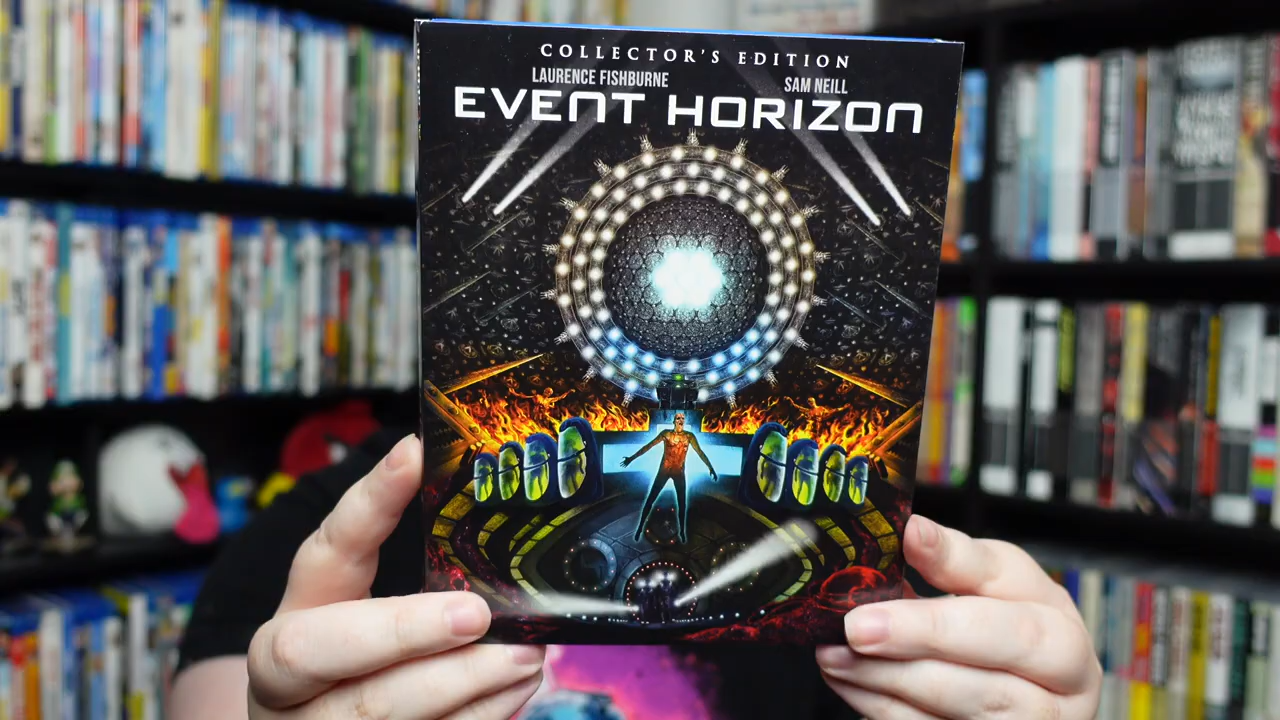 COLLECTOR'S EDITION
LAURENCE FISHBURNE SAM NEILL
EVENT HORIZON